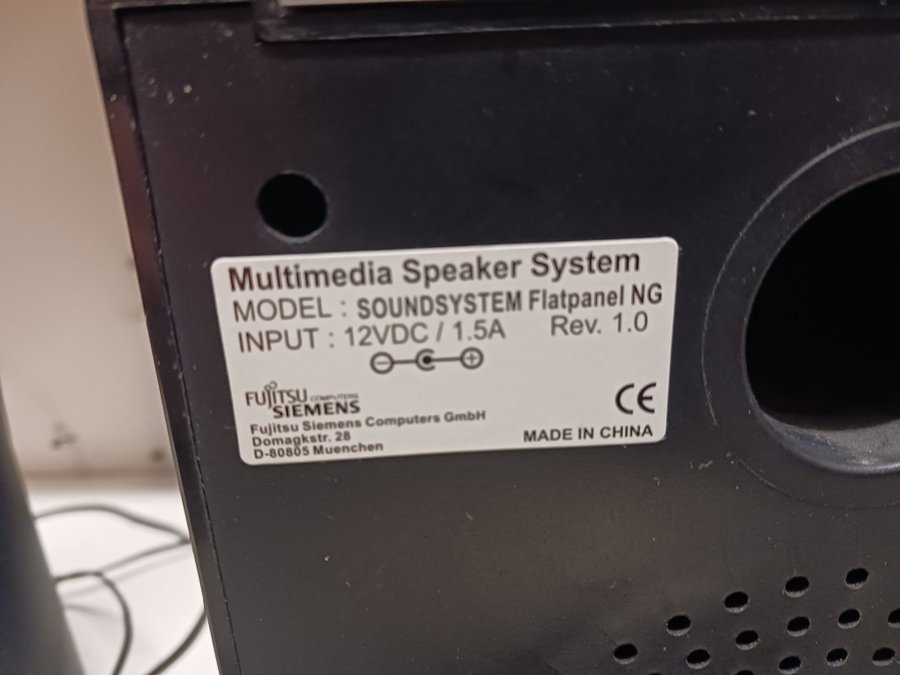 Multimedia Speaker System
MODEL : SOUNDSYSTEM Flatpanel NG
INPUT : 12VDC / 1.5A Rev. 1.0
FUJITSU COMPUTERS
SIEMENS
CE
Fujitsu Siemens Computers GmbH
Domagkstr. 28
D-80805 Muenchen
MADE IN CHINA